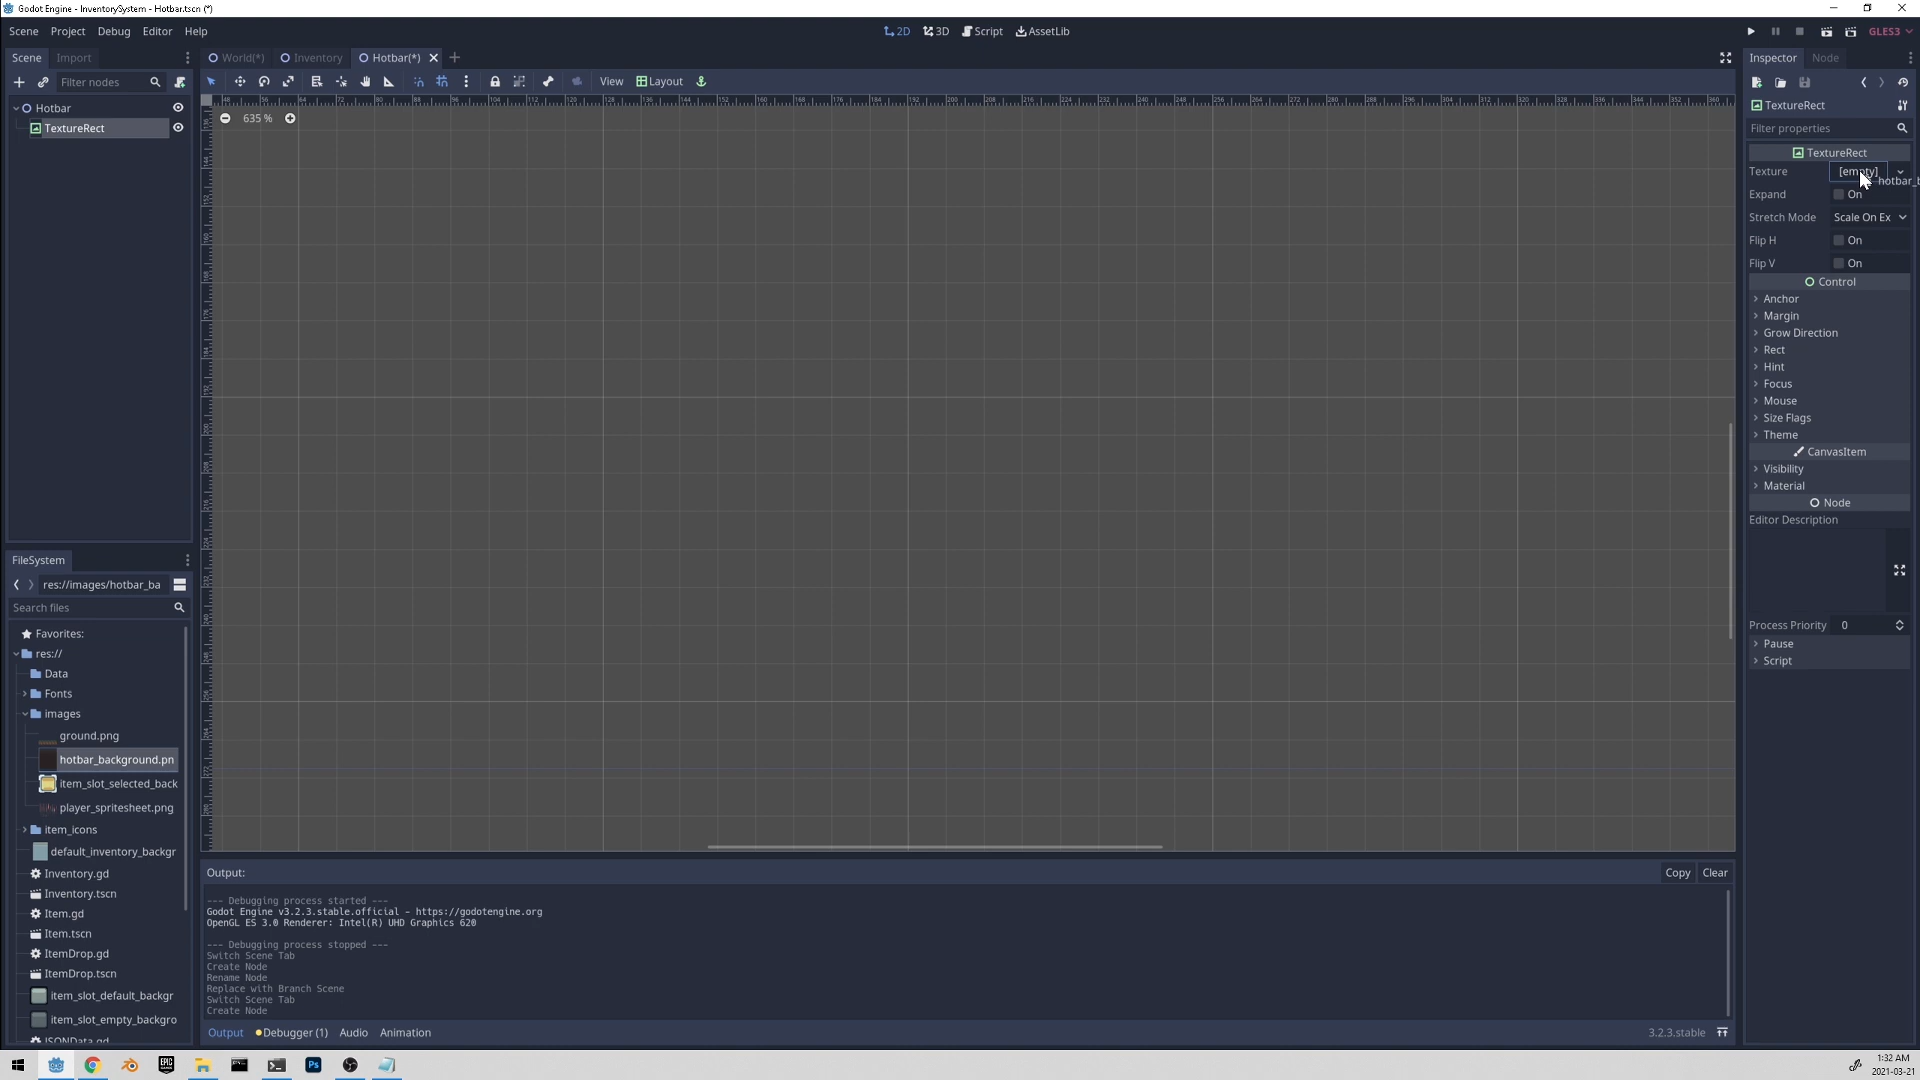 Godot Engine - InventorySystem - Hotbar.tscn (*)
Scene Project Debug Editor Help
2D 3D Script AssetLib
GLES3
Scene Import
World(*) Inventory Hotbar(*)
Inspector Node
Filter nodes
View Layout
Hotbar
TextureRect
635 %
TextureRect
Filter properties
TextureRect
Texture [empty]
hotbar_b
Expand On
Stretch Mode Scale On Ex
Flip H On
Flip V On
Control
Anchor
Margin
Grow Direction
Rect
Hint
Focus
Mouse
Size Flags
Theme
CanvasItem
Visibility
Material
Node
Editor Description
Process Priority 0
Pause
Script
FileSystem
res://images/hotbar_ba
Search files
Favorites:
res://
Data
Fonts
images
ground.png
hotbar_background.pn
item_slot_selected_back
player_spritesheet.png
item_icons
default_inventory_backgr
Inventory.gd
Inventory.tscn
Item.gd
Item.tscn
ItemDrop.gd
ItemDrop.tscn
item_slot_default_backgr
item_slot_empty_backgro
JSONData.gd
Output:
Copy Clear
--- Debugging process started ---
Godot Engine v3.2.3.stable.official - https://godotengine.org
OpenGL ES 3.0 Renderer: Intel(R) UHD Graphics 620
--- Debugging process stopped ---
Switch Scene Tab
Create Node
Rename Node
Replace with Branch Scene
Switch Scene Tab
Create Node
Output Debugger (1) Audio Animation
3.2.3.stable
EPIC
Ps
1:32 AM
2021-03-21